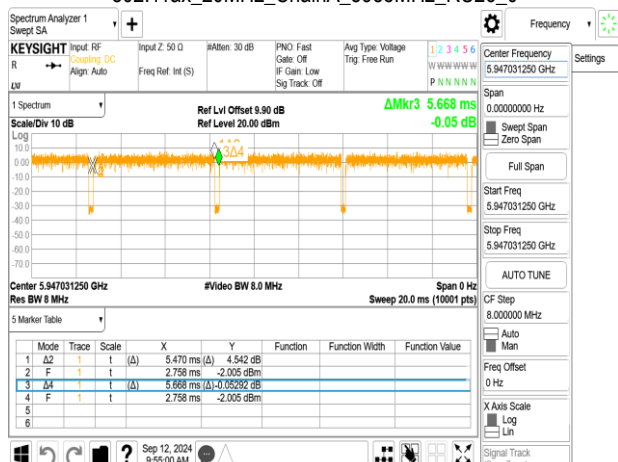 Spectrum Analyzer 1
Swept SA
+
Frequency
KEYSIGHT
Input: RF
Coupling: DC
Align: Auto
Input Z: 50 Ω
Freq Ref: Int (S)
#Atten: 30 dB
PNO: Fast
Gate: Off
IF Gain: Low
Sig Track: Off
Avg Type: Voltage
Trig: Free Run
1 2 3 4 5 6
W W W W W W
P N N N N N
R
LXI
Center Frequency
5.947031250 GHz
Settings
Span
0.00000000 Hz
Swept Span
Zero Span
Full Span
Start Freq
5.947031250 GHz
Stop Freq
5.947031250 GHz
AUTO TUNE
CF Step
8.000000 MHz
Auto
Man
Freq Offset
0 Hz
X Axis Scale
Log
Lin
Signal Track
1 Spectrum
Scale/Div 10 dB
Log
Ref Lvl Offset 9.90 dB
Ref Level 20.00 dBm
ΔMkr3 5.668 ms
-0.05 dB
10.0
0.00
-10.0
-20.0
-30.0
-40.0
-50.0
-60.0
-70.0
3Δ4
Center 5.947031250 GHz
Res BW 8 MHz
#Video BW 8.0 MHz
Span 0 Hz
Sweep 20.0 ms (10001 pts)
5 Marker Table
Mode Trace Scale X Y Function Function Width Function Value
1 Δ2 1 t (Δ) 5.470 ms (Δ) 4.542 dB
2 F 1 t 2.758 ms -2.005 dBm
3 Δ4 1 t (Δ) 5.668 ms (Δ) -0.05292 dB
4 F 1 t 2.758 ms -2.005 dBm
5
6
?
Sep 12, 2024
9:55:00 AM